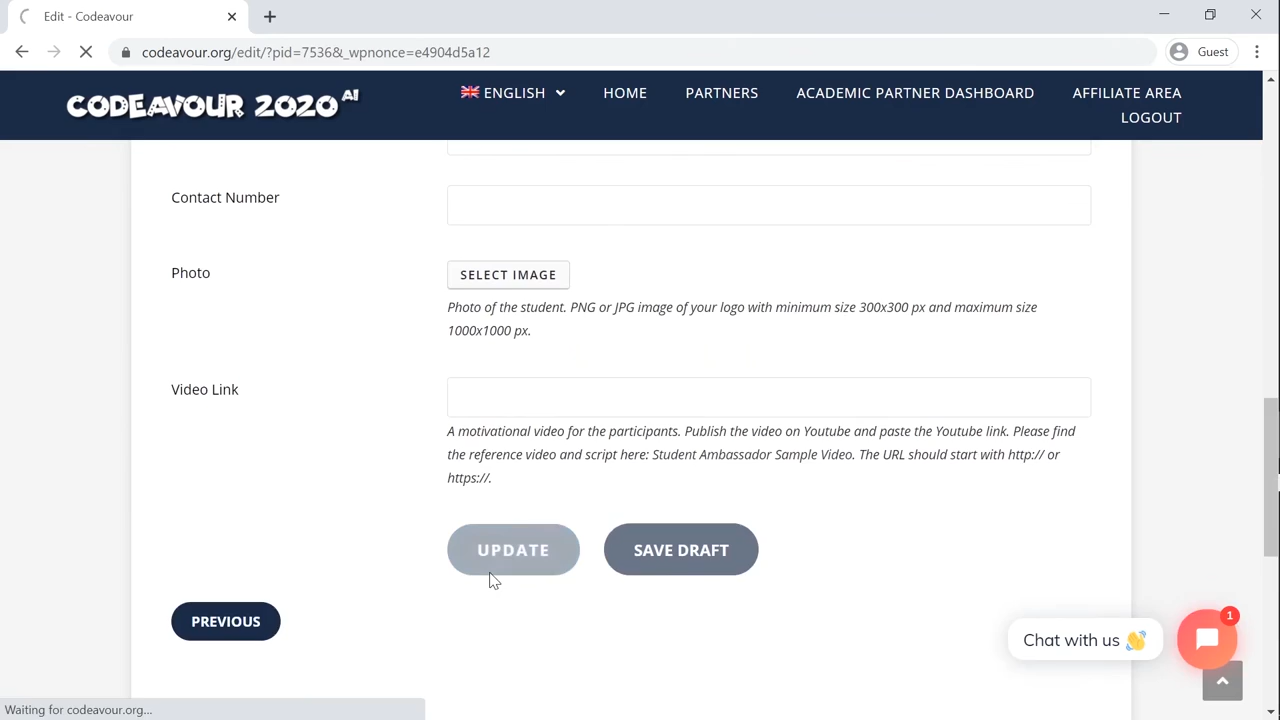 Edit - Codeavour
codeavour.org/edit/?pid=7536&_wpnonce=e4904d5a12
Guest
CODEAVOUR 2020 AI
ENGLISH
HOME
PARTNERS
ACADEMIC PARTNER DASHBOARD
AFFILIATE AREA
LOGOUT
Contact Number
Photo
SELECT IMAGE
Photo of the student. PNG or JPG image of your logo with minimum size 300x300 px and maximum size
1000x1000 px.
Video Link
A motivational video for the participants. Publish the video on Youtube and paste the Youtube link. Please find
the reference video and script here: Student Ambassador Sample Video. The URL should start with http:// or
https://.
UPDATE
SAVE DRAFT
PREVIOUS
1
Chat with us 👋
Waiting for codeavour.org...